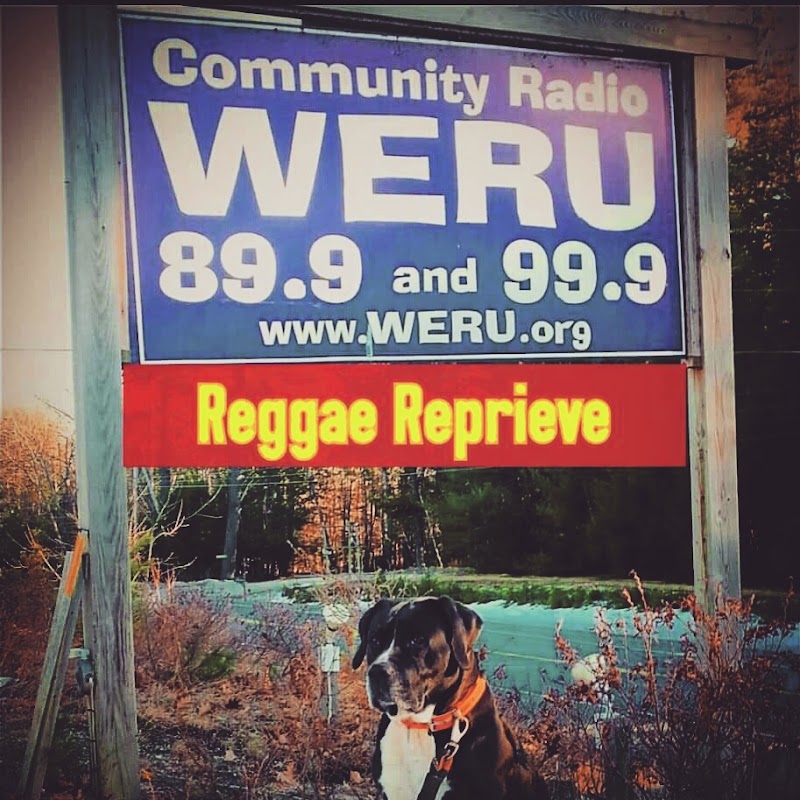 Community Radio
WERU
89.9 and 99.9
www.WERU.org
Reggae Reprieve